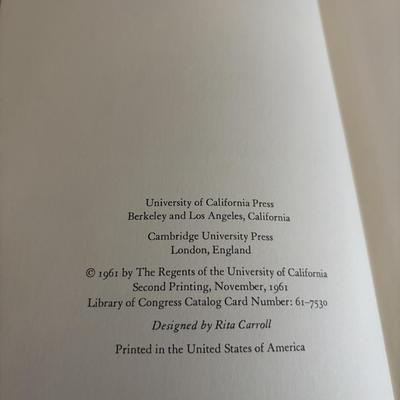 University of California Press
Berkeley and Los Angeles, California
Cambridge University Press
London, England
© 1961 by The Regents of the University of California
Second Printing, November, 1961
Library of Congress Catalog Card Number: 61-7530
Designed by Rita Carroll
Printed in the United States of America